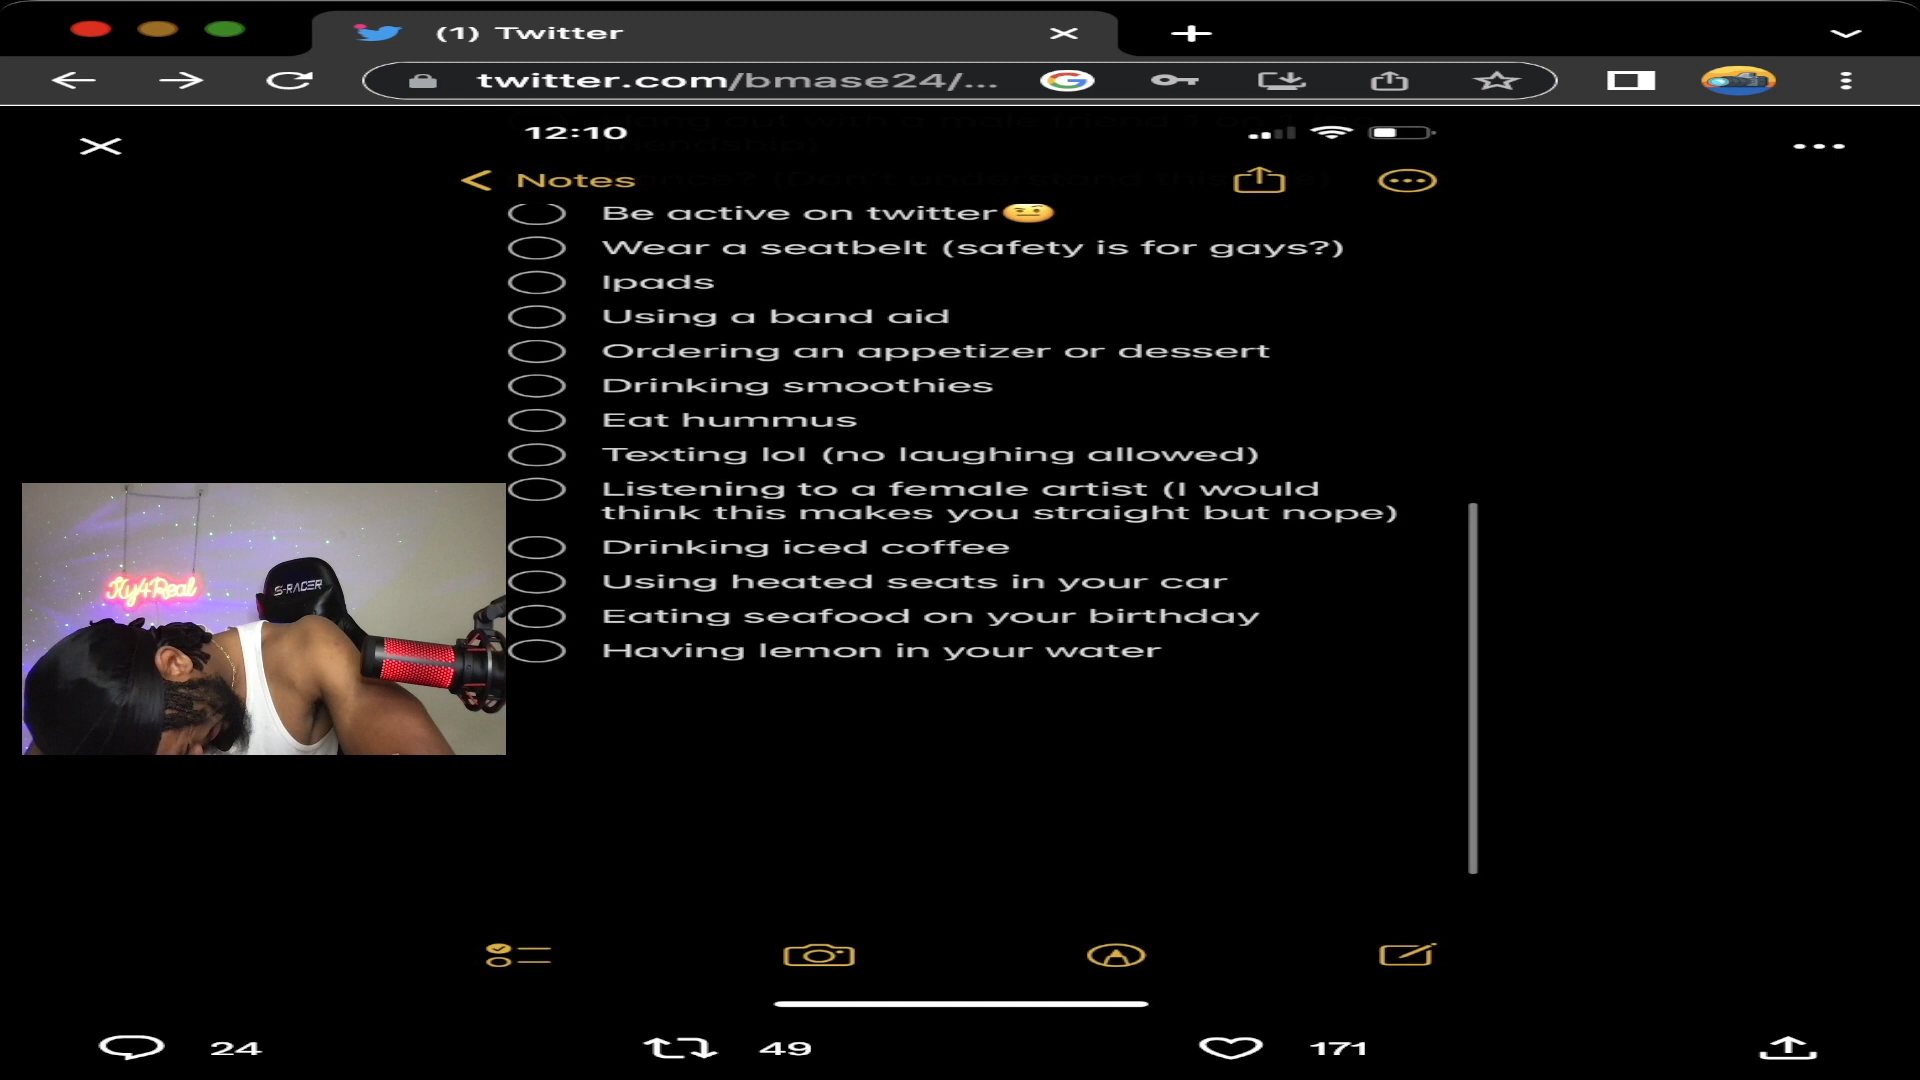 (1) Twitter
twitter.com/bmase24/...
12:10
Notes
Be active on twitter🤨
Wear a seatbelt (safety is for gays?)
Ipads
Using a band aid
Ordering an appetizer or dessert
Drinking smoothies
Eat hummus
Texting lol (no laughing allowed)
Listening to a female artist (I would
think this makes you straight but nope)
Drinking iced coffee
Using heated seats in your car
Eating seafood on your birthday
Having lemon in your water
Ky4Real
S-RACER
24
49
171